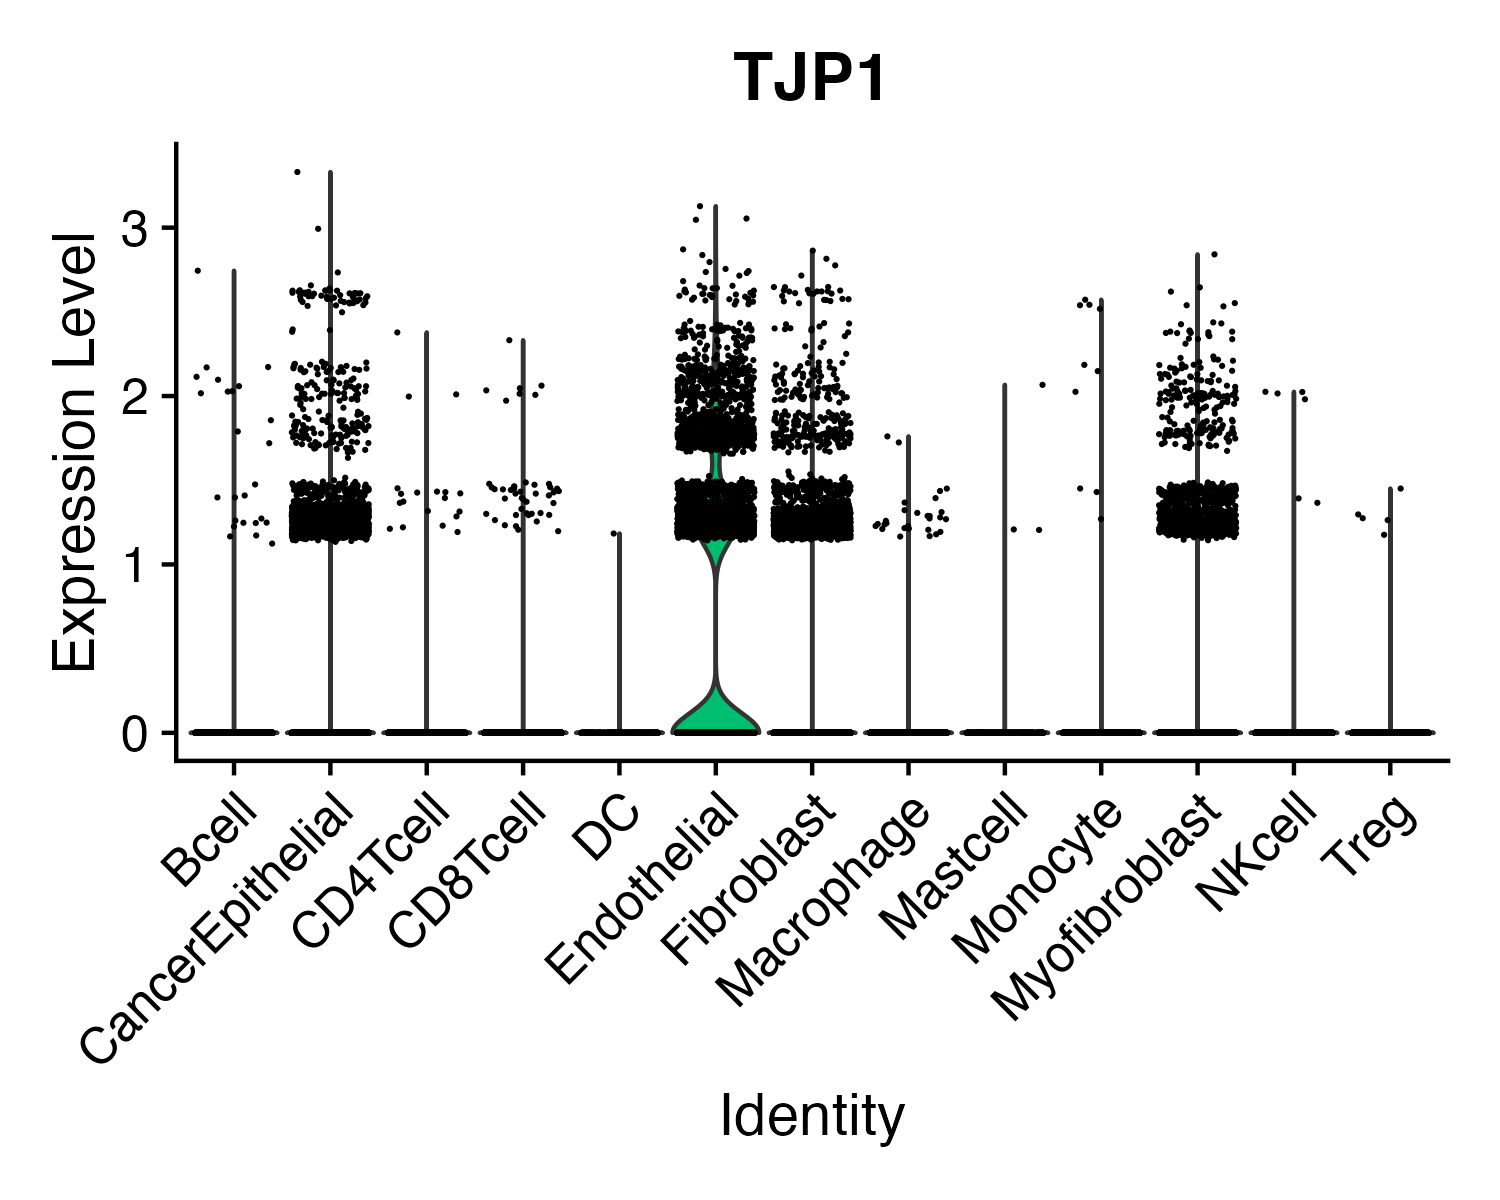 TJP1
Expression Level
3
2
1
0
Bcell
CancerEpithelial
CD4Tcell
CD8Tcell
DC
Endothelial
Fibroblast
Macrophage
Mastcell
Monocyte
Myofibroblast
NKcell
Treg
Identity